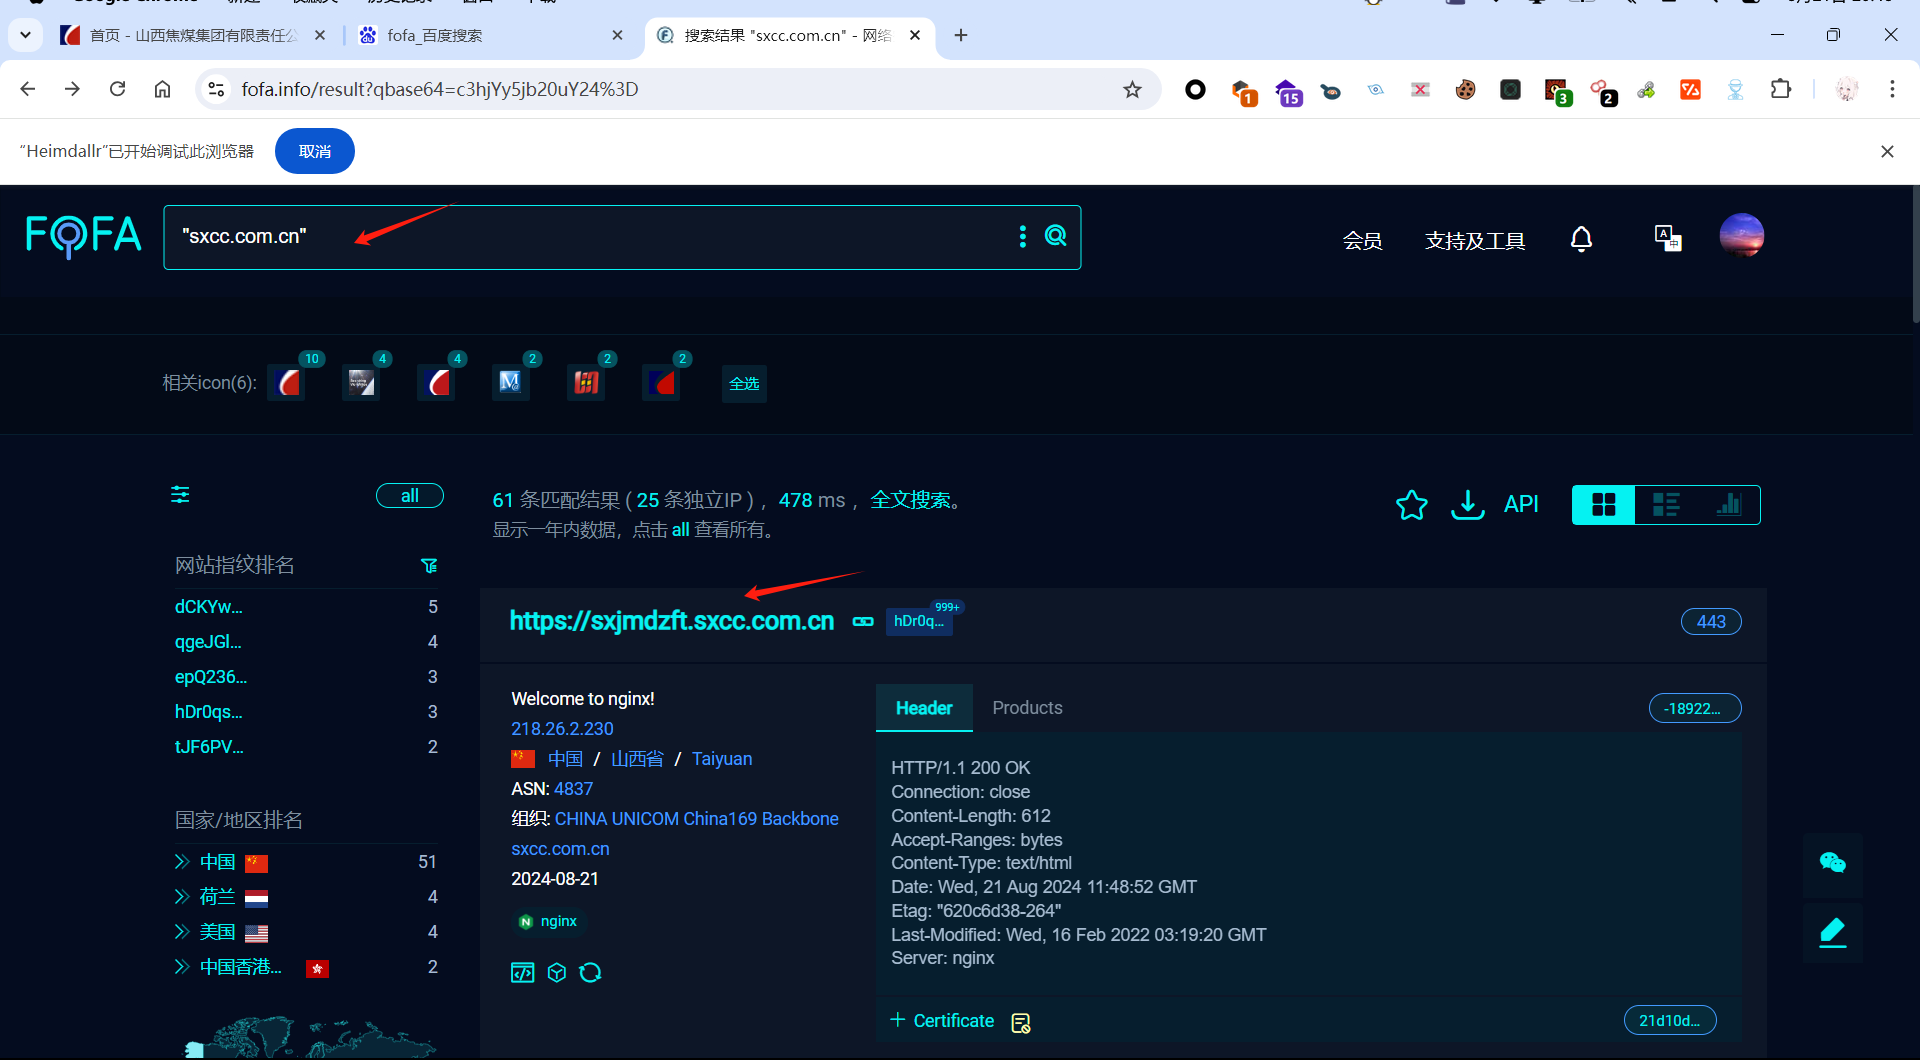 首页 - 山西焦煤集团有限责任公
fofa_百度搜索
搜索结果 "sxcc.com.cn" - 网络
fofa.info/result?qbase64=c3hjYy5jb20uY24%3D
1
15
3
2
“Heimdallr”已开始调试此浏览器
取消
FOFA
"sxcc.com.cn"
会员
支持及工具
相关icon(6):
10
4
4
2
2
2
全选
all
61 条匹配结果 ( 25 条独立IP ) ，478 ms ，全文搜索。
显示一年内数据，点击 all 查看所有。
API
网站指纹排名
dCKYw... 5
qgeJGl... 4
epQ236... 3
hDr0qs... 3
tJF6PV... 2
国家/地区排名
中国 51
荷兰 4
美国 4
中国香港... 2
https://sxjmdzft.sxcc.com.cn
hDr0q...
999+
443
Welcome to nginx!
218.26.2.230
中国 / 山西省 / Taiyuan
ASN: 4837
组织: CHINA UNICOM China169 Backbone
sxcc.com.cn
2024-08-21
nginx
Header
Products
-18922...
HTTP/1.1 200 OK
Connection: close
Content-Length: 612
Accept-Ranges: bytes
Content-Type: text/html
Date: Wed, 21 Aug 2024 11:48:52 GMT
Etag: "620c6d38-264"
Last-Modified: Wed, 16 Feb 2022 03:19:20 GMT
Server: nginx
+ Certificate
21d10d...